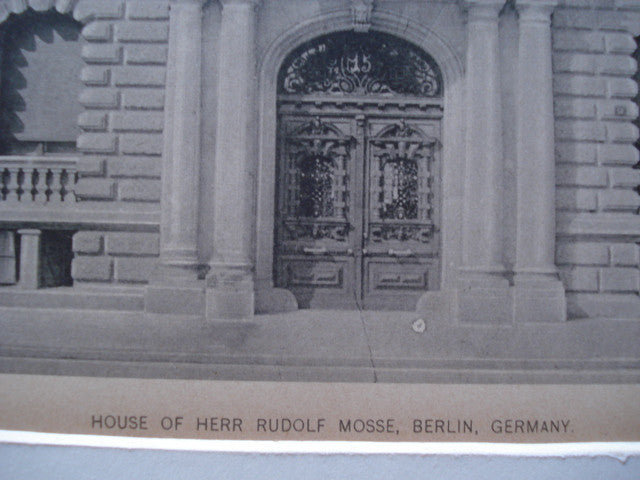 15
HOUSE OF HERR RUDOLF MOSSE, BERLIN, GERMANY.